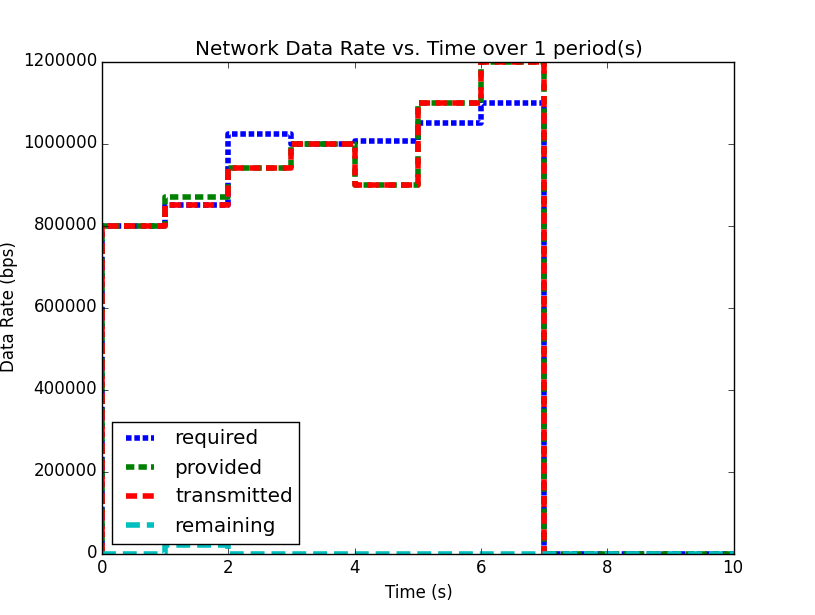 Network Data Rate vs. Time over 1 period(s)
1200000
1000000
800000
600000
400000
200000
0
Data Rate (bps)
required
provided
transmitted
remaining
0 2 4 6 8 10
Time (s)